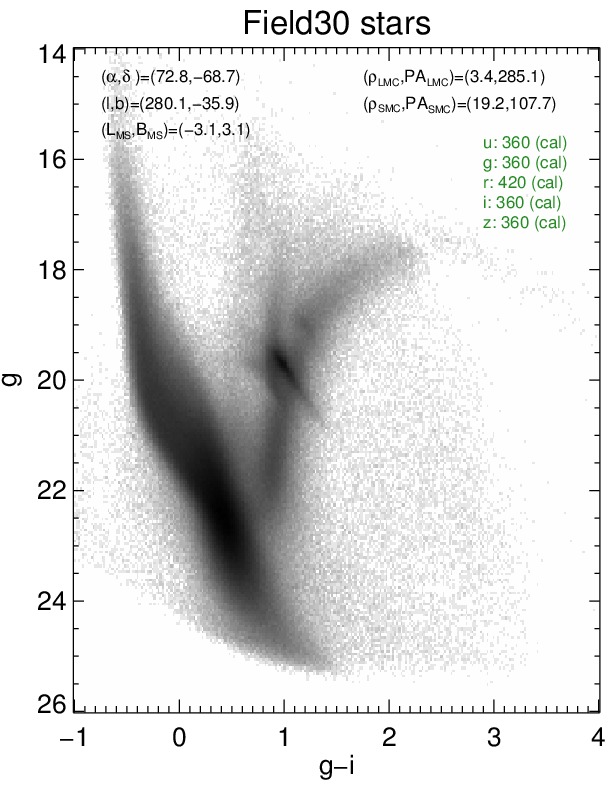 Field30 stars
14
(α,δ )=(72.8,−68.7)
(ρLMC,PALMC)=(3.4,285.1)
(l,b)=(280.1,−35.9)
(ρSMC,PASMC)=(19.2,107.7)
(LMS,BMS)=(−3.1,3.1)
u: 360 (cal)
16
g: 360 (cal)
r: 420 (cal)
i: 360 (cal)
z: 360 (cal)
18
g
20
22
24
26
−1 0 1 2 3 4
g−i